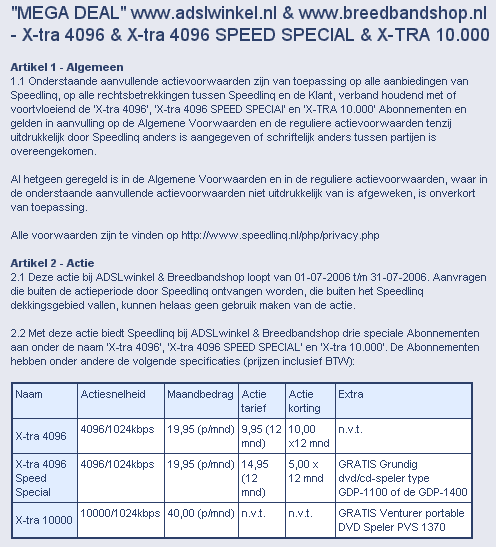 "MEGA DEAL" www.adslwinkel.nl & www.breedbandshop.nl
- X-tra 4096 & X-tra 4096 SPEED SPECIAL & X-TRA 10.000
Artikel 1 - Algemeen
1.1 Onderstaande aanvullende actievoorwaarden zijn van toepassing op alle aanbiedingen van
Speedlinq, op alle rechtsbetrekkingen tussen Speedlinq en de Klant, verband houdend met of
voortvloeiend de 'X-tra 4096', 'X-tra 4096 SPEED SPECIAl' en 'X-TRA 10.000' Abonnementen en
gelden in aanvulling op de Algemene Voorwaarden en de reguliere actievoorwaarden tenzij
uitdrukkelijk door Speedlinq anders is aangegeven of schriftelijk anders tussen partijen is
overeengekomen.
Al hetgeen geregeld is in de Algemene Voorwaarden en in de reguliere actievoorwaarden, waar in
de onderstaande aanvullende actievoorwaarden niet uitdrukkelijk van is afgeweken, is onverkort
van toepassing.
Alle voorwaarden zijn te vinden op http://www.speedlinq.nl/php/privacy.php
Artikel 2 - Actie
2.1 Deze actie bij ADSLwinkel & Breedbandshop loopt van 01-07-2006 t/m 31-07-2006. Aanvragen
die buiten de actieperiode door Speedlinq ontvangen worden, die buiten het Speedlinq
dekkingsgebied vallen, kunnen helaas geen gebruik maken van de actie.
2.2 Met deze actie biedt Speedlinq bij ADSLwinkel & Breedbandshop drie speciale Abonnementen
aan onder de naam 'X-tra 4096', 'X-tra 4096 SPEED SPECIAL' en 'X-tra 10.000'. De Abonnementen
hebben onder andere de volgende specificaties (prijzen inclusief BTW):
Naam Actiesnelheid Maandbedrag Actie tarief Actie korting Extra
X-tra 4096 4096/1024kbps 19,95 (p/mnd) 9,95 (12 mnd) 10,00 x12 mnd n.v.t.
X-tra 4096 Speed Special 4096/1024kbps 19,95 (p/mnd) 14,95 (12 mnd) 5,00 x 12 mnd GRATIS Grundig dvd/cd-speler type GDP-1100 of de GDP-1400
X-tra 10000 10000/1024kbps 40,00 (p/mnd) n.v.t. n.v.t. GRATIS Venturer portable DVD Speler PVS 1370